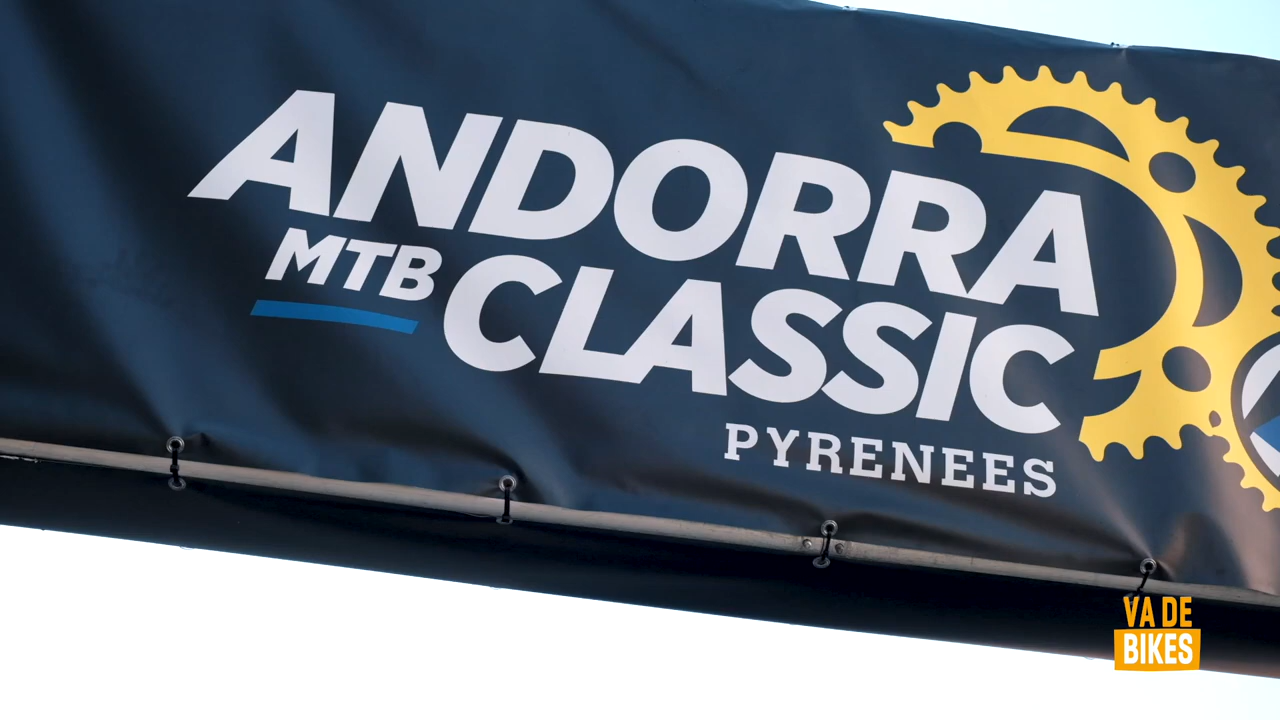 ANDORRA
MTB CLASSIC
PYRENEES
VA DE
BIKES